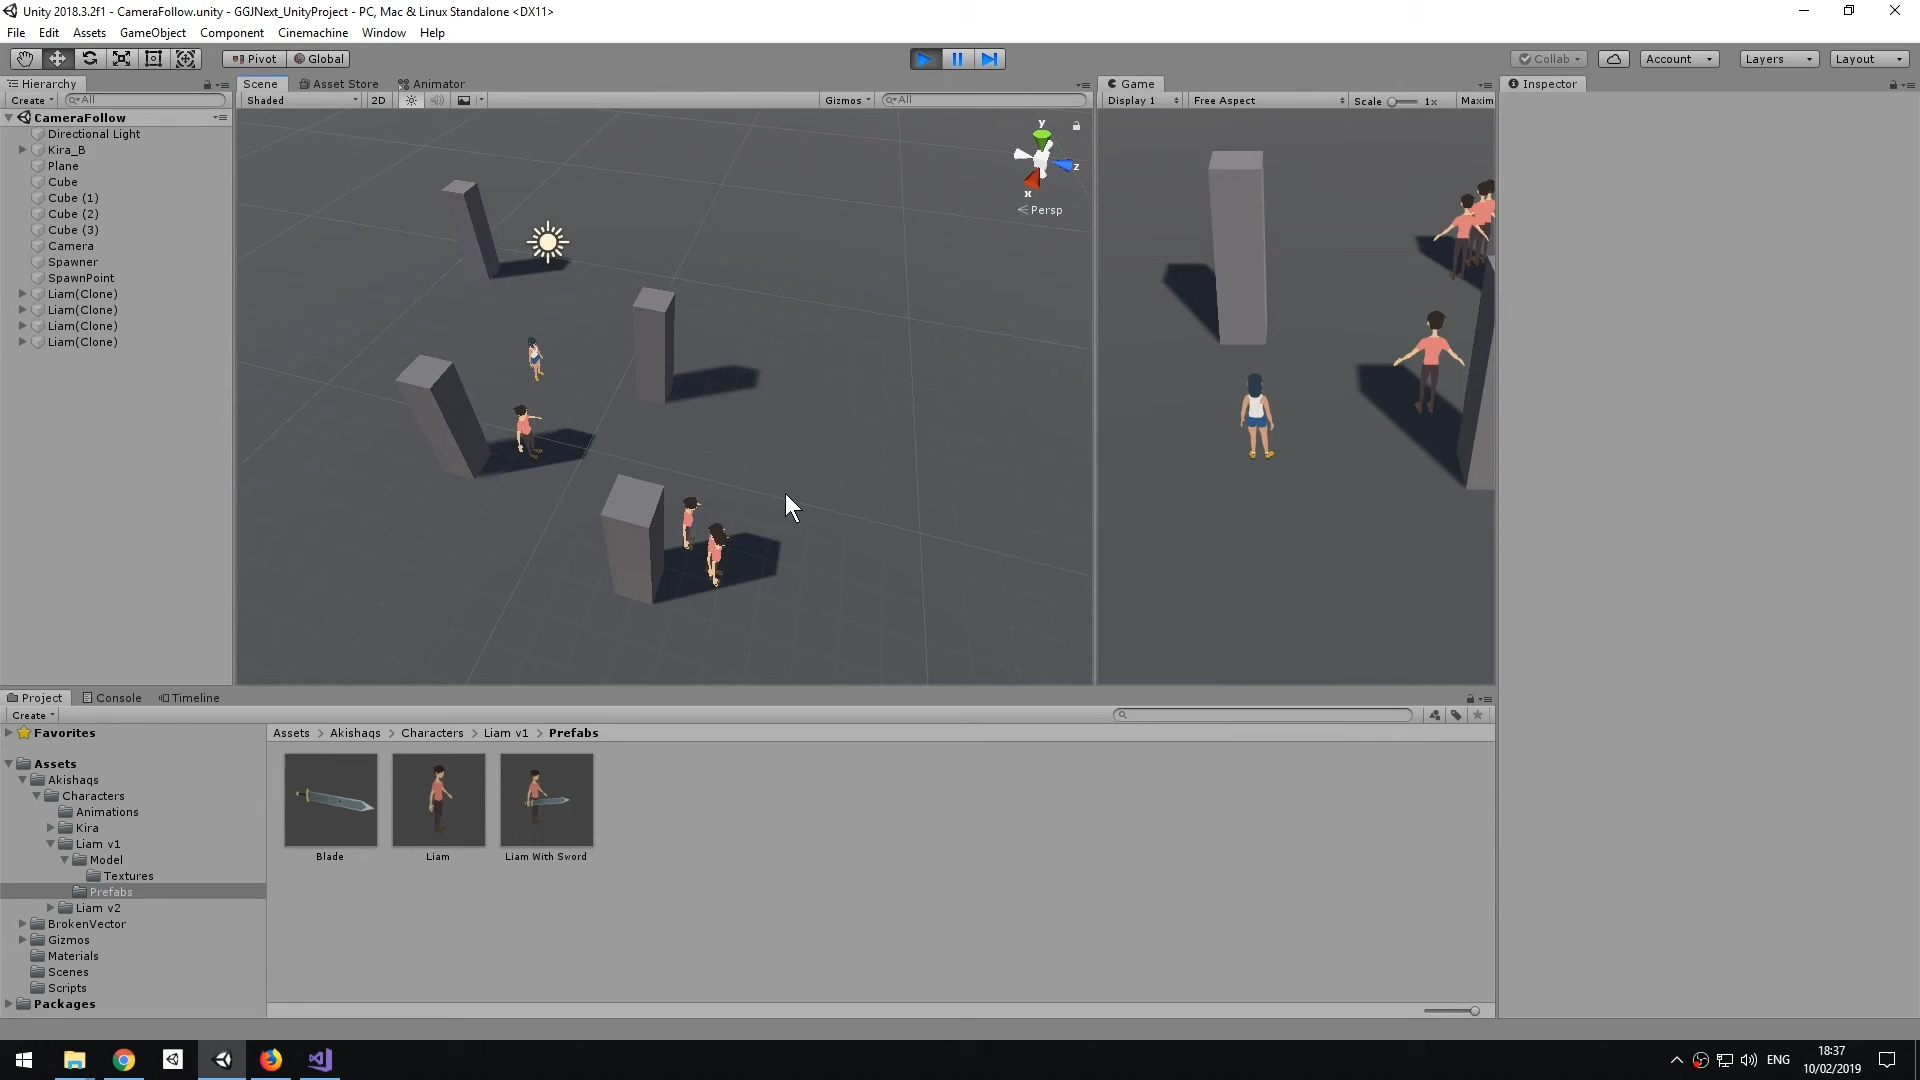 Unity 2018.3.2f1 - CameraFollow.unity - GGJNext_UnityProject - PC, Mac & Linux Standalone <DX11>
File Edit Assets GameObject Component Cinemachine Window Help
Pivot Global Collab Account Layers Layout
Hierarchy Scene Asset Store Animator Game Inspector
Create All Shaded 2D Gizmos All Display 1 Free Aspect Scale 1x Maxim
CameraFollow
Directional Light
Kira_B
Plane
Cube
Cube (1)
Cube (2)
Cube (3)
Camera
Spawner
SpawnPoint
Liam(Clone)
Liam(Clone)
Liam(Clone)
Liam(Clone)
y
z
x
Persp
Project Console Timeline
Create
Favorites
Assets
Akishaqs
Characters
Animations
Kira
Liam v1
Model
Textures
Prefabs
Liam v2
BrokenVector
Gizmos
Materials
Scenes
Scripts
Packages
Assets > Akishaqs > Characters > Liam v1 > Prefabs
Blade Liam Liam With Sword
ENG
18:37
10/02/2019